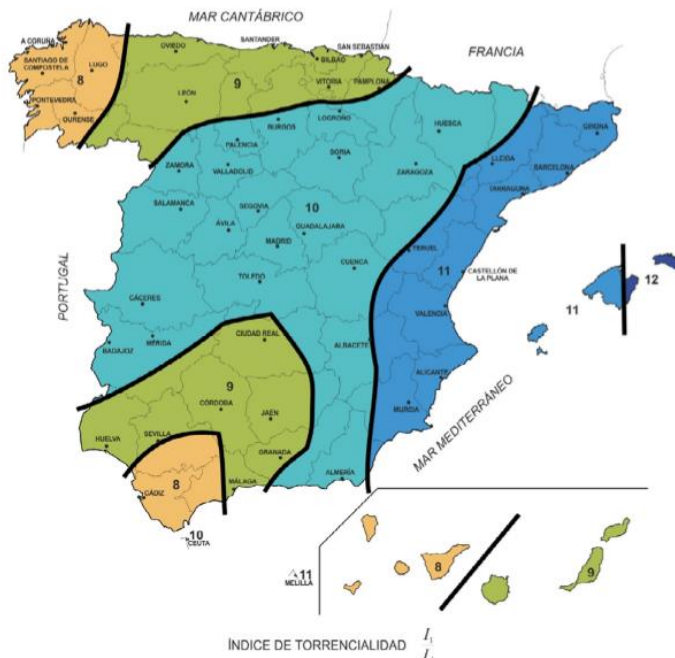 MAR CANTÁBRICO
FRANCIA
A CORUÑA
SANTIAGO DE
COMPOSTELA
LUGO
8
PONTEVEDRA
OURENSE
OVIEDO
SANTANDER
SAN SEBASTIÁN
BILBAO
9
VITORIA
PAMPLONA
LEÓN
LOGROÑO
BURGOS
HUESCA
GIRONA
PALENCIA
LLEIDA
ZAMORA
SORIA
BARCELONA
VALLADOLID
ZARAGOZA
TARRAGONA
SALAMANCA
SEGOVIA
10
ÁVILA
GUADALAJARA
MADRID
TERUEL
CUENCA
11
CASTELLÓN DE
LA PLANA
12
TOLEDO
PORTUGAL
CÁCERES
VALENCIA
11
CIUDAD REAL
ALBACETE
BADAJOZ
MÉRIDA
ALICANTE
9
CÓRDOBA
MURCIA
JAÉN
MAR MEDITERRÁNEO
HUELVA
SEVILLA
GRANADA
8
ALMERÍA
CÁDIZ
MÁLAGA
10
CEUTA
11
MELILLA
8
9
ÍNDICE DE TORRENCIALIDAD I₁